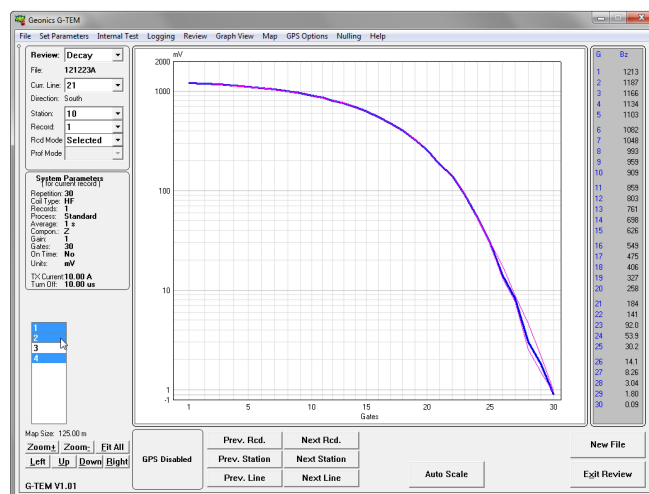 Geonics G-TEM
File Set Parameters Internal Test Logging Review Graph View Map GPS Options Nulling Help
Review: Decay
File: 121223A
Curr. Line: 21
Direction: South
Station: 10
Record: 1
Rcd Mode Selected
Prof Mode
System Parameters
[ for current record ]
Repetition: 30
Coil Type: HF
Records: 1
Process: Standard
Average: 1 s
Compon.: Z
Gain: 1
Gates: 30
On Time: No
Units: mV
TX Current: 10.00 A
Turn Off: 10.00 us
1
2
3
4
Map Size: 125.00 m
Zoom+ Zoom- Fit All
Left Up Down Right
G-TEM V1.01
mV
2000
1000
100
10
1
-1
1 5 10 15 20 25 30
Gates
GPS Disabled
Prev. Rcd. Next Rcd.
Prev. Station Next Station
Prev. Line Next Line
Auto Scale
New File
Exit Review
G Bz
1 1213
2 1187
3 1166
4 1134
5 1103
6 1082
7 1048
8 993
9 959
10 909
11 859
12 803
13 761
14 698
15 626
16 549
17 475
18 406
19 327
20 258
21 184
22 141
23 92.0
24 53.9
25 30.2
26 14.1
27 8.26
28 3.04
29 1.80
30 0.09